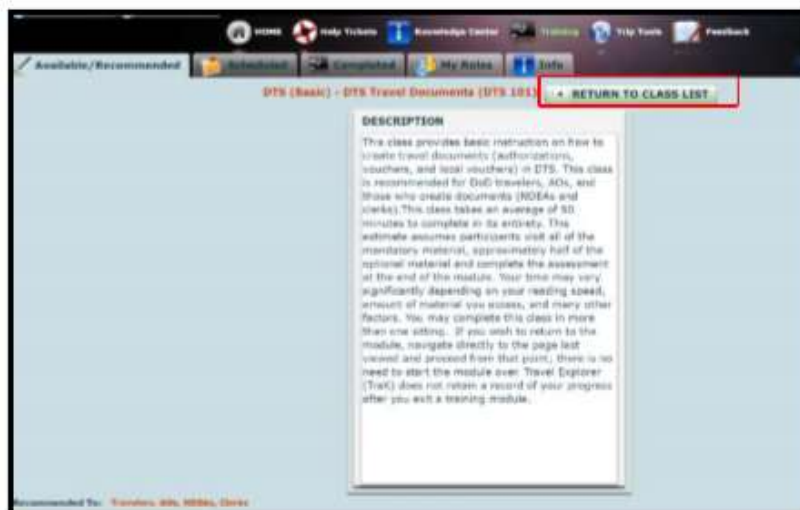 HOME Help Tickets Knowledge Center Training Trip Tools Feedback
Available/Recommended Scheduled Completed My Roles Info
DTS (Basic) - DTS Travel Documents (DTS 101) RETURN TO CLASS LIST
DESCRIPTION
This class provides basic instruction on how to
create travel documents (authorizations,
vouchers, and local vouchers) in DTS. This class
is recommended for DoD travelers, AOs, and
those who create documents (NDEAs and
clerks).This class takes an average of 50
minutes to complete in its entirety. This
estimate assumes participants visit all of the
mandatory material, approximately half of the
optional material and complete the assessment
at the end of the module. Your time may vary
significantly depending on your reading speed,
amount of material you access, and many other
factors. You may complete this class in more
than one sitting. If you wish to return to the
module, navigate directly to the page last
viewed and proceed from that point; there is no
need to start the module over. Travel Explorer
(TraX) does not retain a record of your progress
after you exit a training module.
Recommended To: Travelers, AOs, NDEAs, Clerks